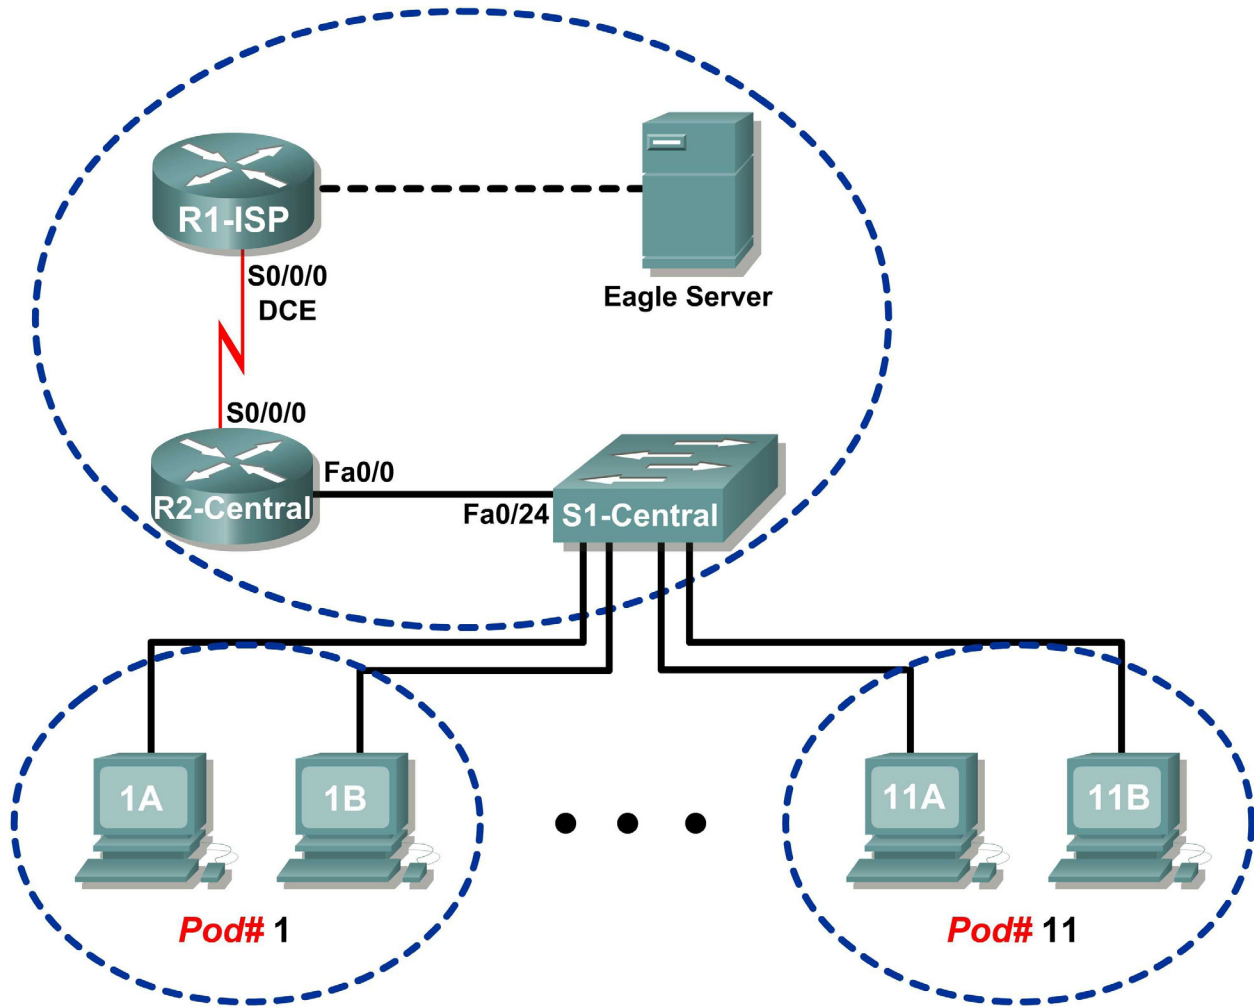 R1-ISP
S0/0/0
DCE
Eagle Server
S0/0/0
R2-Central
Fa0/0
Fa0/24
S1-Central
1A
1B
11A
11B
Pod# 1
Pod# 11